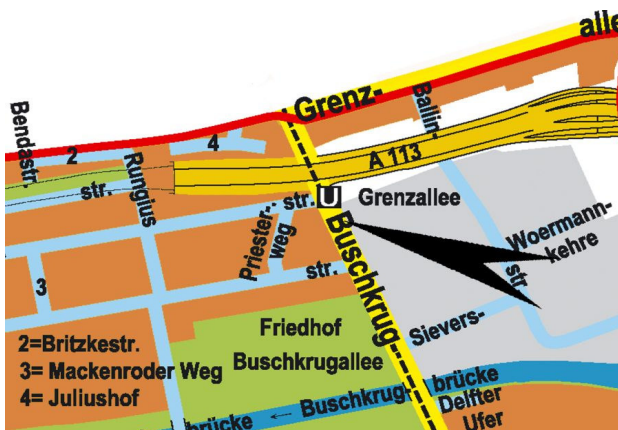 alle
Grenz-
Bendastr.
2
4
Ballin-
A 113
Rungius
str.
str.
U
Grenzallee
Priester-
weg
Buschkrug
Woermann-
kehre
str
str.
3
Sievers-
2=Britzkestr.
3= Mackenroder Weg
4= Juliushof
Friedhof
Buschkrugallee
brücke
← Buschkrug-
brücke
Delfter
Ufer